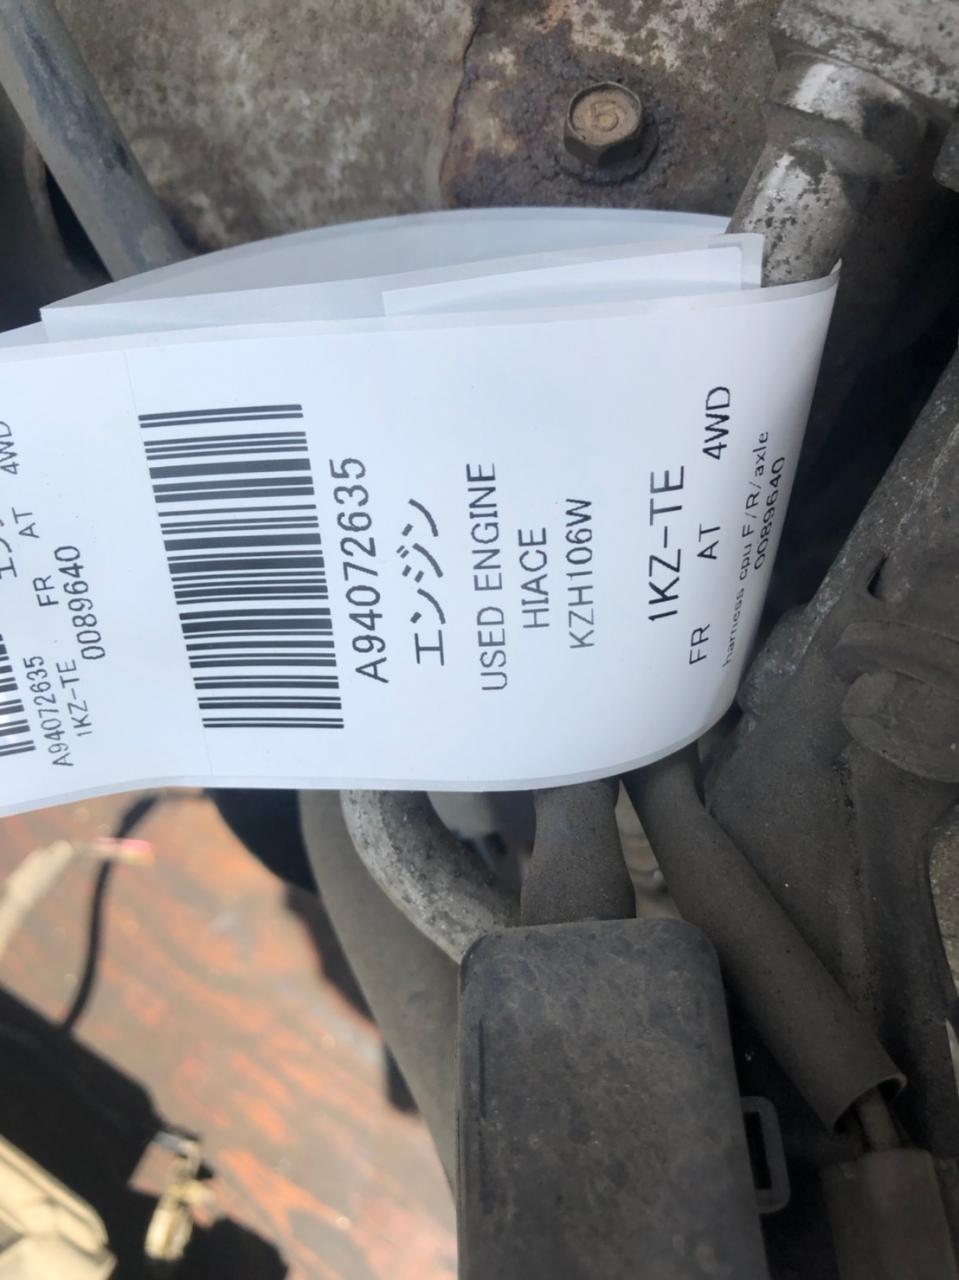 A94072635
エンジン
USED ENGINE
HIACE
KZH106W
1KZ-TE
FR AT 4WD
harness cpu F/R/axle
0089640
A94072635
1KZ-TE FR AT 4WD
0089640
5